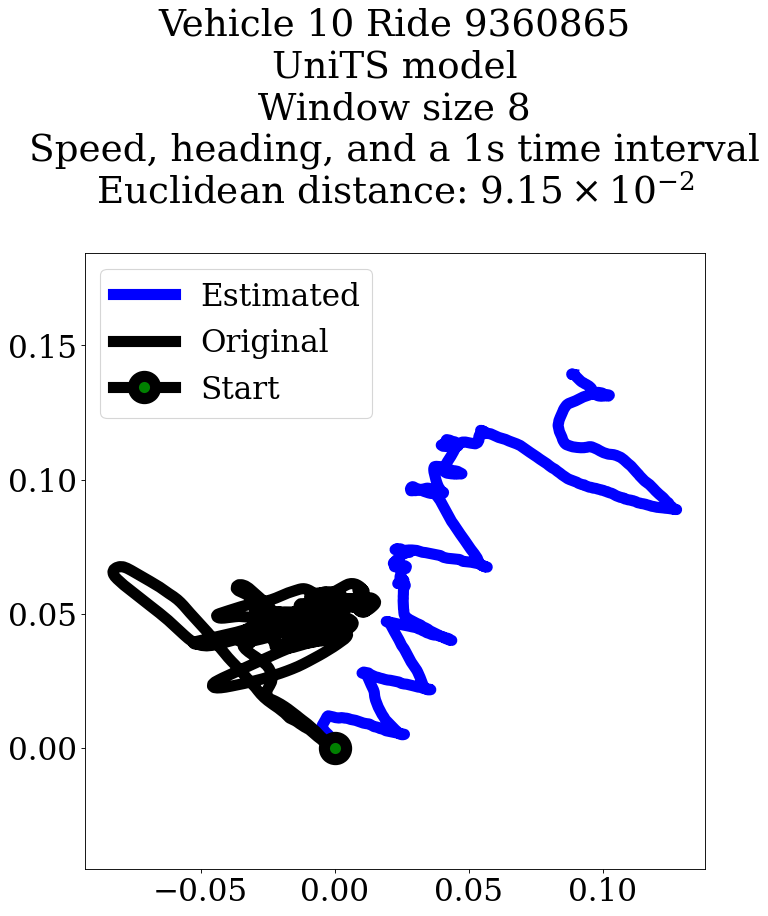 Vehicle 10 Ride 9360865
UniTS model
Window size 8
Speed, heading, and a 1s time interval
Euclidean distance: 9.15 × 10⁻²
Estimated
Original
Start
0.15
0.10
0.05
0.00
−0.05 0.00 0.05 0.10